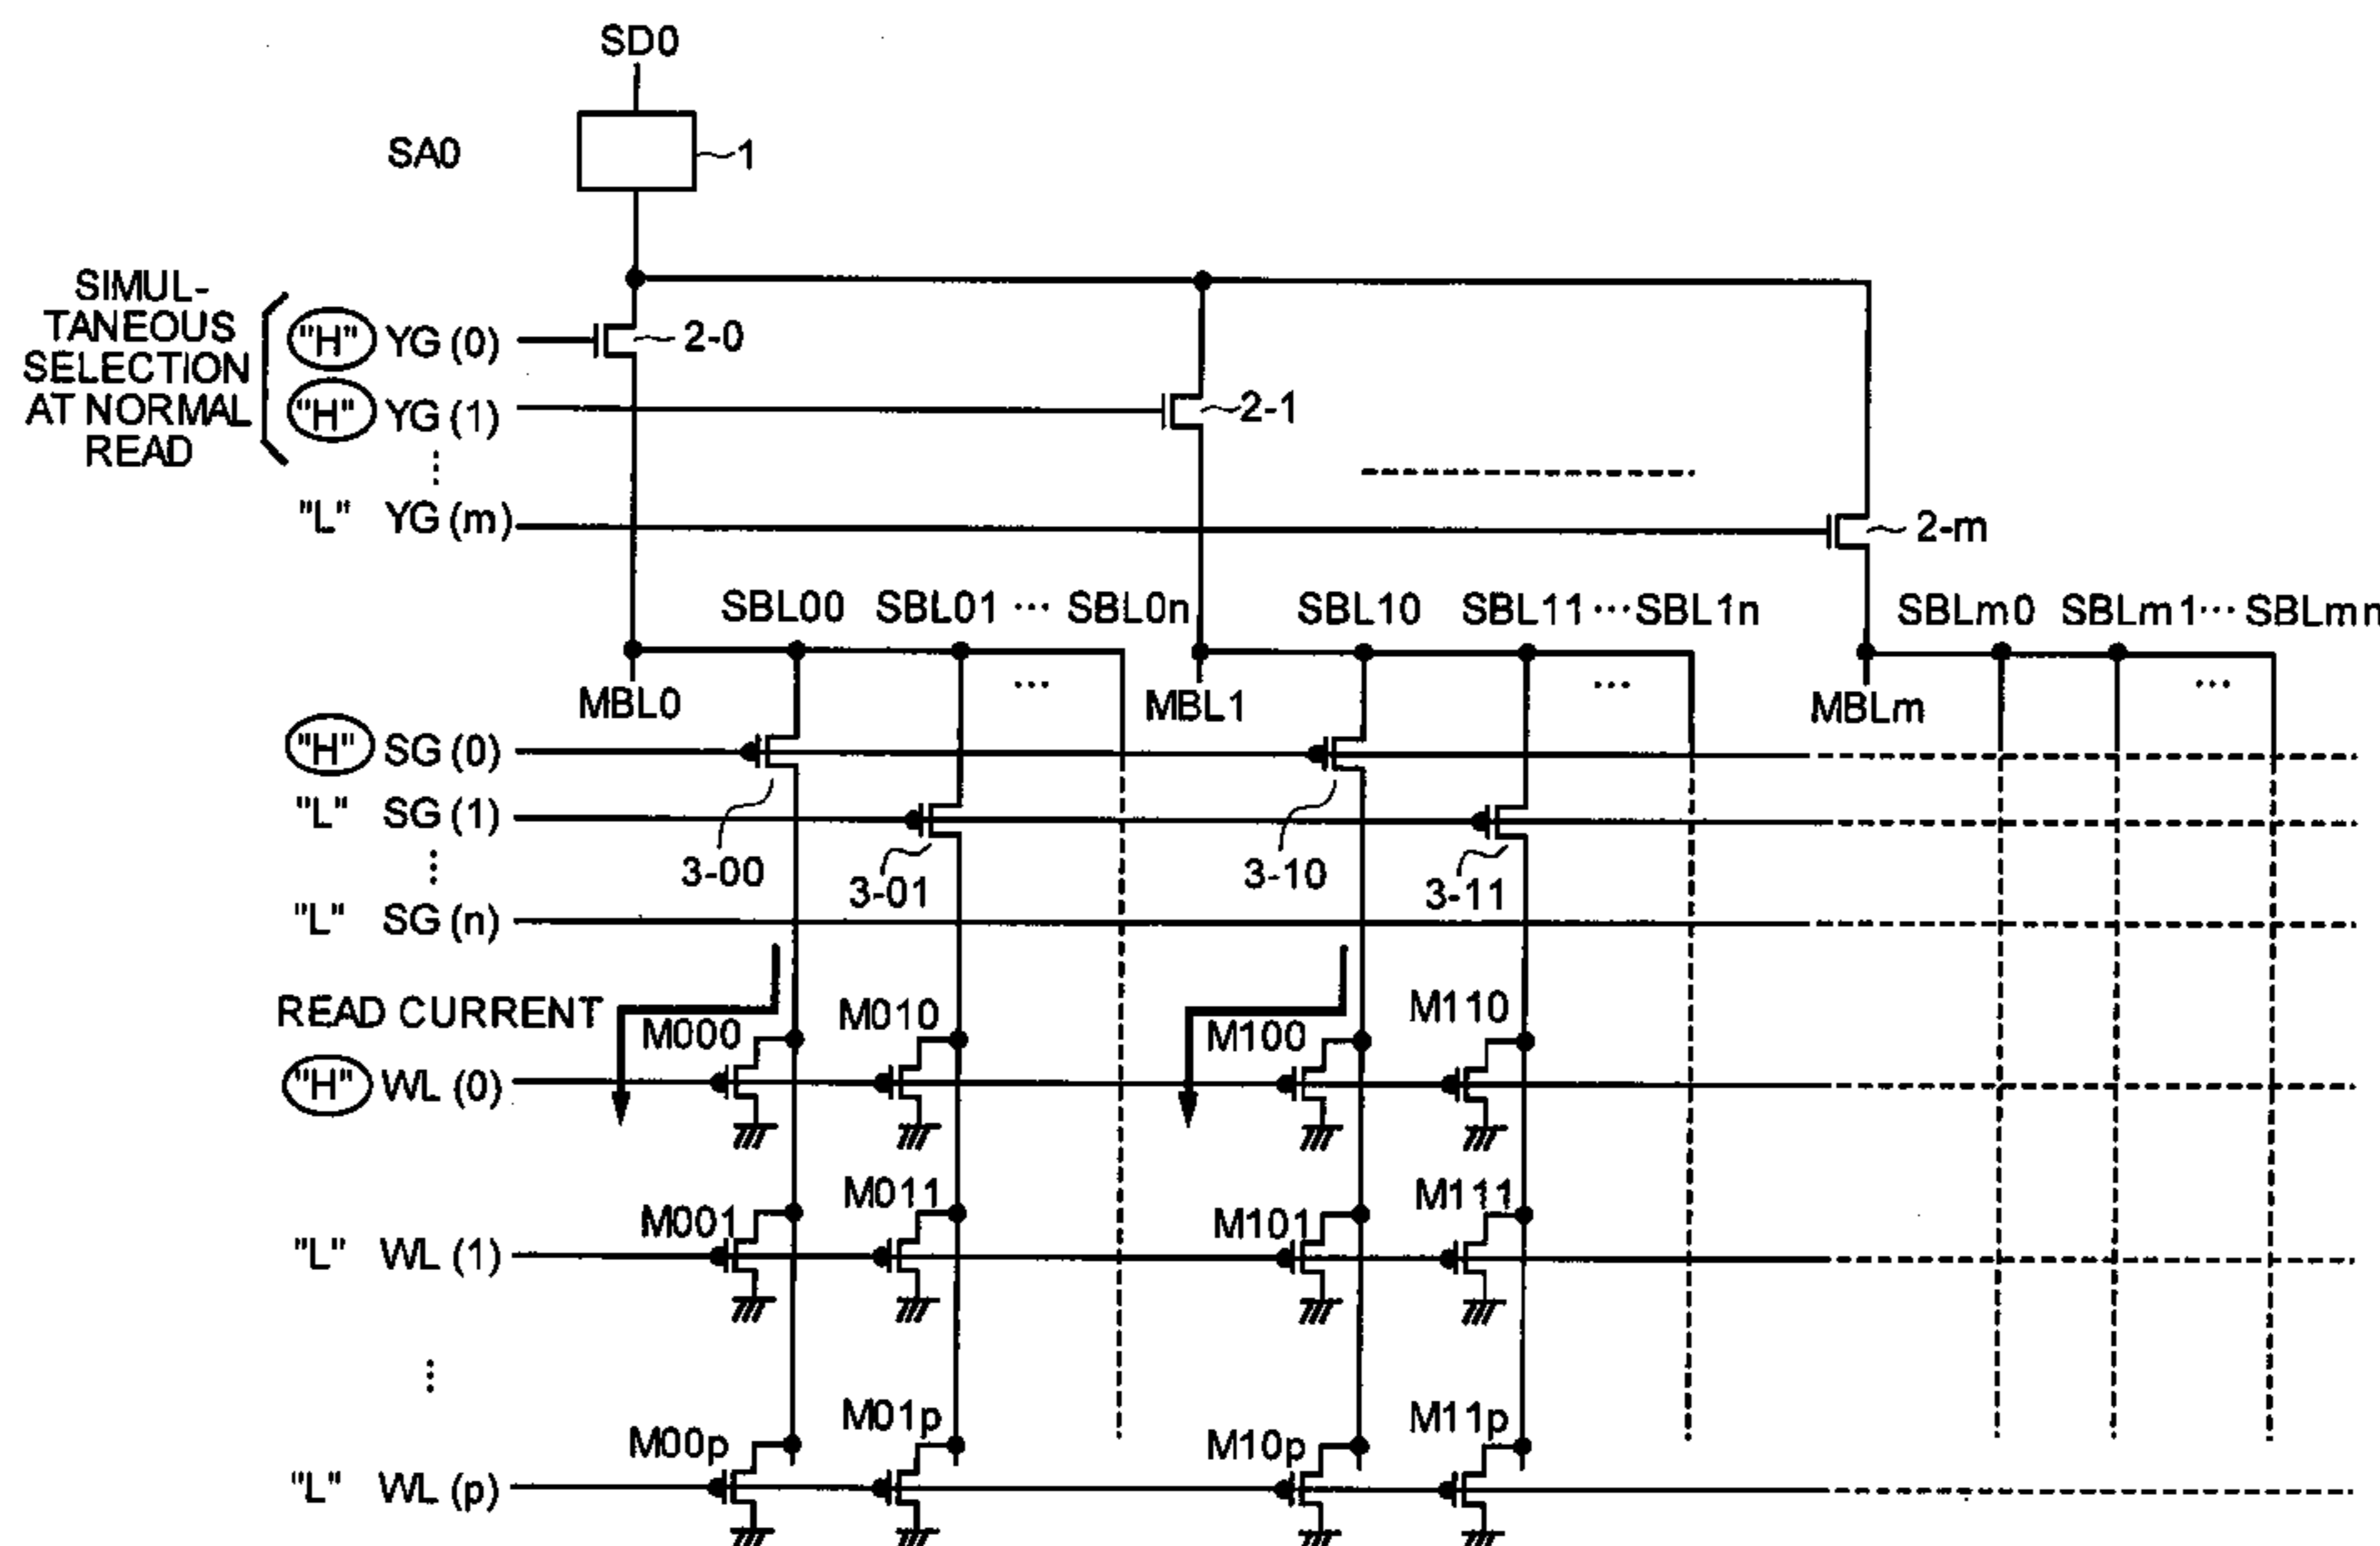 SD0
SA0
1
SIMUL-
TANEOUS
SELECTION
AT NORMAL
READ
"H" YG (0)
2-0
"H" YG (1)
2-1
⋮
"L" YG (m)
2-m
SBL00 SBL01 ··· SBL0n
SBL10 SBL11 ··· SBL1n
SBLm0 SBLm1 ··· SBLmn
MBL0 ··· MBL1 ··· MBLm ···
"H" SG (0)
"L" SG (1)
3-00 3-01 3-10 3-11
⋮
"L" SG (n)
READ CURRENT
M000 M010 M100 M110
"H" WL (0)
M001 M011 M101 M111
"L" WL (1)
⋮
M00p M01p M10p M11p
"L" WL (p)